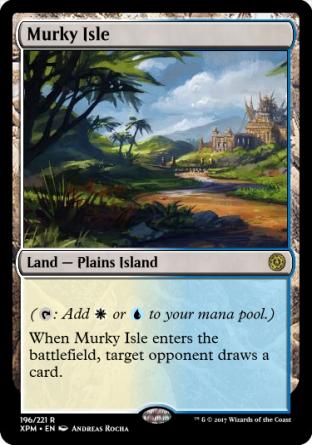 Murky Isle
Land — Plains Island
(: Add or to your mana pool.)
When Murky Isle enters the
battlefield, target opponent draws a
card.
196/221 R
XPM • EN Andreas Rocha
™ & © 2017 Wizards of the Coast